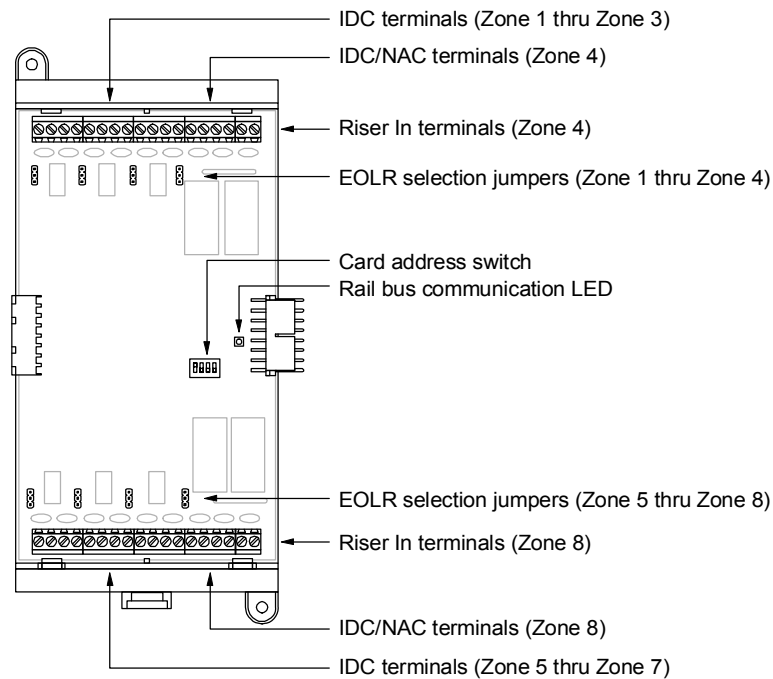 IDC terminals (Zone 1 thru Zone 3)
IDC/NAC terminals (Zone 4)
Riser In terminals (Zone 4)
EOLR selection jumpers (Zone 1 thru Zone 4)
Card address switch
Rail bus communication LED
EOLR selection jumpers (Zone 5 thru Zone 8)
Riser In terminals (Zone 8)
IDC/NAC terminals (Zone 8)
IDC terminals (Zone 5 thru Zone 7)